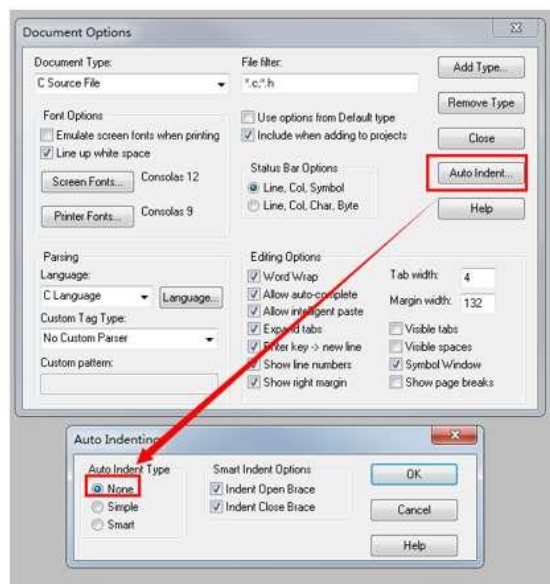 Document Options
Document Type:
C Source File
File filter:
*.c;*.h
Add Type...
Remove Type
Close
Auto Indent...
Help
Font Options
Emulate screen fonts when printing
Line up white space
Screen Fonts...
Consolas 12
Printer Fonts...
Consolas 9
Use options from Default type
Include when adding to projects
Status Bar Options
Line, Col, Symbol
Line, Col, Char, Byte
Parsing
Language:
C Language
Language...
Custom Tag Type:
No Custom Parser
Custom pattern:
Editing Options
Word Wrap
Allow auto-complete
Allow intelligent paste
Expand tabs
Enter key -> new line
Show line numbers
Show right margin
Tab width: 4
Margin width: 132
Visible tabs
Visible spaces
Symbol Window
Show page breaks
Auto Indenting
Auto Indent Type
None
Simple
Smart
Smart Indent Options
Indent Open Brace
Indent Close Brace
OK
Cancel
Help